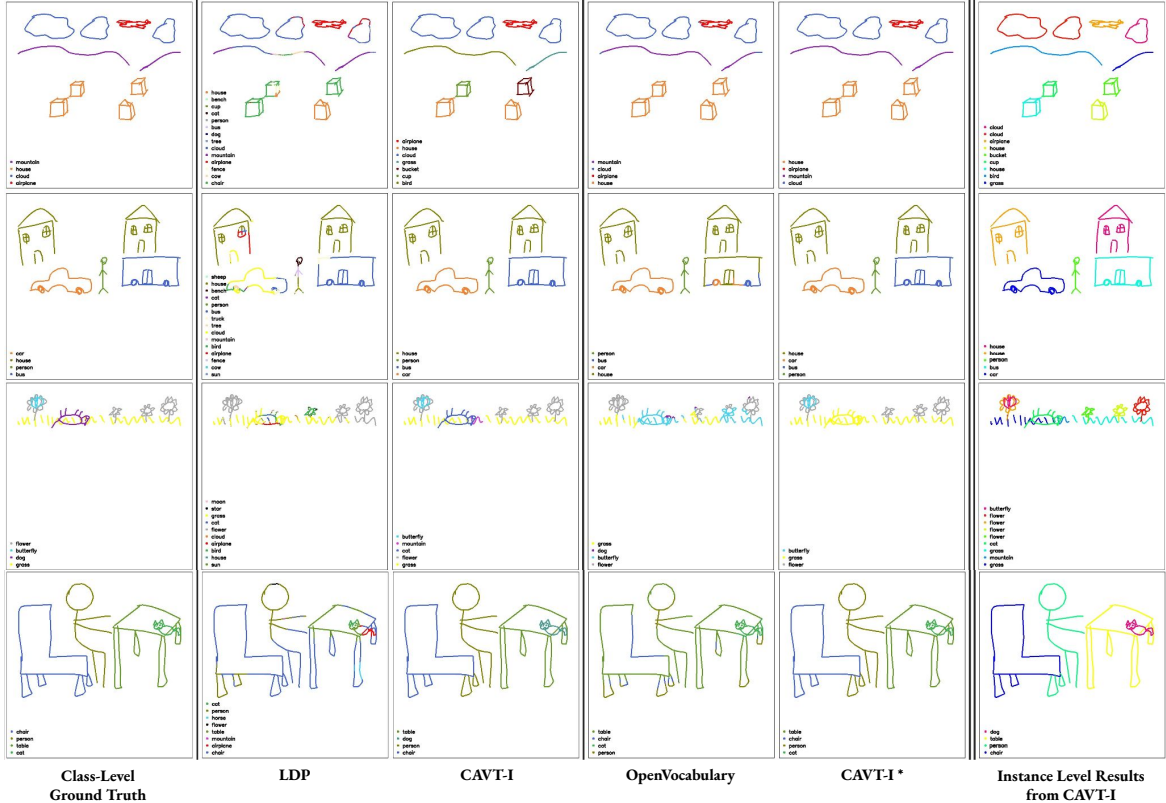 mountain
house
cloud
airplane
house
bench
cup
cat
person
bus
dog
tree
cloud
mountain
airplane
fence
cow
chair
airplane
house
cloud
grass
bucket
cup
bird
mountain
cloud
airplane
house
house
airplane
mountain
cloud
cloud
cloud
airplane
house
bucket
cup
house
bird
grass
car
house
person
bus
sheep
house
bench
cat
person
bus
truck
tree
cloud
mountain
bird
airplane
fence
cow
sun
house
person
bus
car
person
bus
car
house
house
car
bus
person
house
house
person
bus
car
flower
butterfly
dog
grass
moon
star
grass
cat
flower
cloud
airplane
bird
house
sun
butterfly
mountain
cat
flower
grass
grass
dog
butterfly
flower
butterfly
grass
flower
butterfly
flower
flower
flower
flower
cat
grass
mountain
grass
chair
person
table
cat
cat
person
horse
flower
table
mountain
airplane
chair
table
dog
person
chair
table
chair
cat
person
table
chair
person
cat
dog
table
person
chair
Class-Level
Ground Truth
LDP
CAVT-I
OpenVocabulary
CAVT-I *
Instance Level Results
from CAVT-I